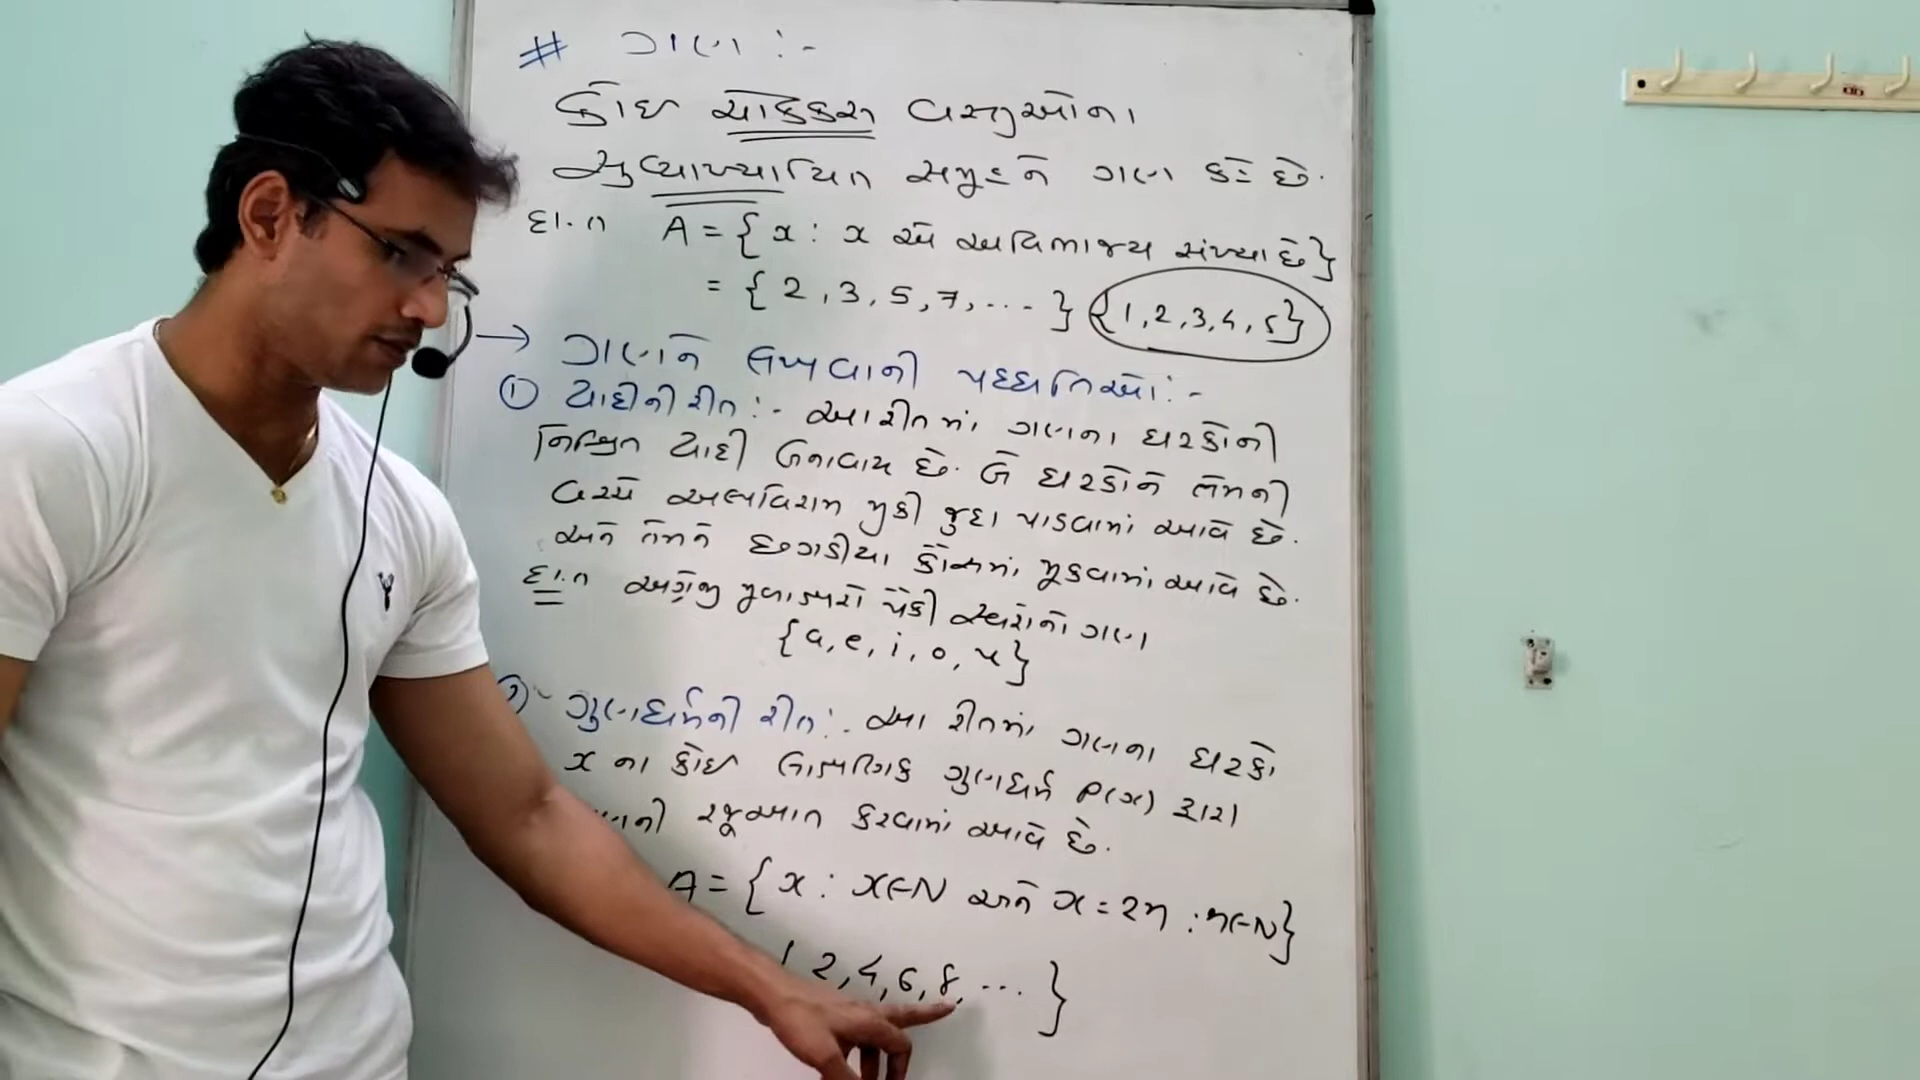 # ગણ :-
કોઇ ચોક્કસ વસ્તુઓના
સુવ્યાખ્યાયિત સમૂહને ગણ કહે છે.
દા.ત A = {x : x એ અવિભાજ્ય સંખ્યા છે}
= {2, 3, 5, 7, ... } {1, 2, 3, 4, 5}
→ ગણને લખવાની પદ્ધતિઓ :-
① યાદીની રીત :- આ રીતમાં ગણના ઘટકોની
નિશ્ચિત યાદી બનાવાય છે. બે ઘટકોને તેમની
વચ્ચે અલ્પવિરામ મુકી જુદા પાડવામાં આવે છે.
અને તેમને છગડીયા કૌંસમાં મૂકવામાં આવે છે.
દા.ત અંગ્રેજી મુળાક્ષરો પૈકી સ્વરોનો ગણ
{a, e, i, o, u}
② ગુણધર્મની રીત :- આ રીતમાં ગણના ઘટકો
x ના કોઇ લાક્ષણિક ગુણધર્મ P(x) દ્વારા
રજૂઆત કરવામાં આવે છે.
A = {x : x∈N અને x = 2n : n∈N}
2, 4, 6, 8, ... }